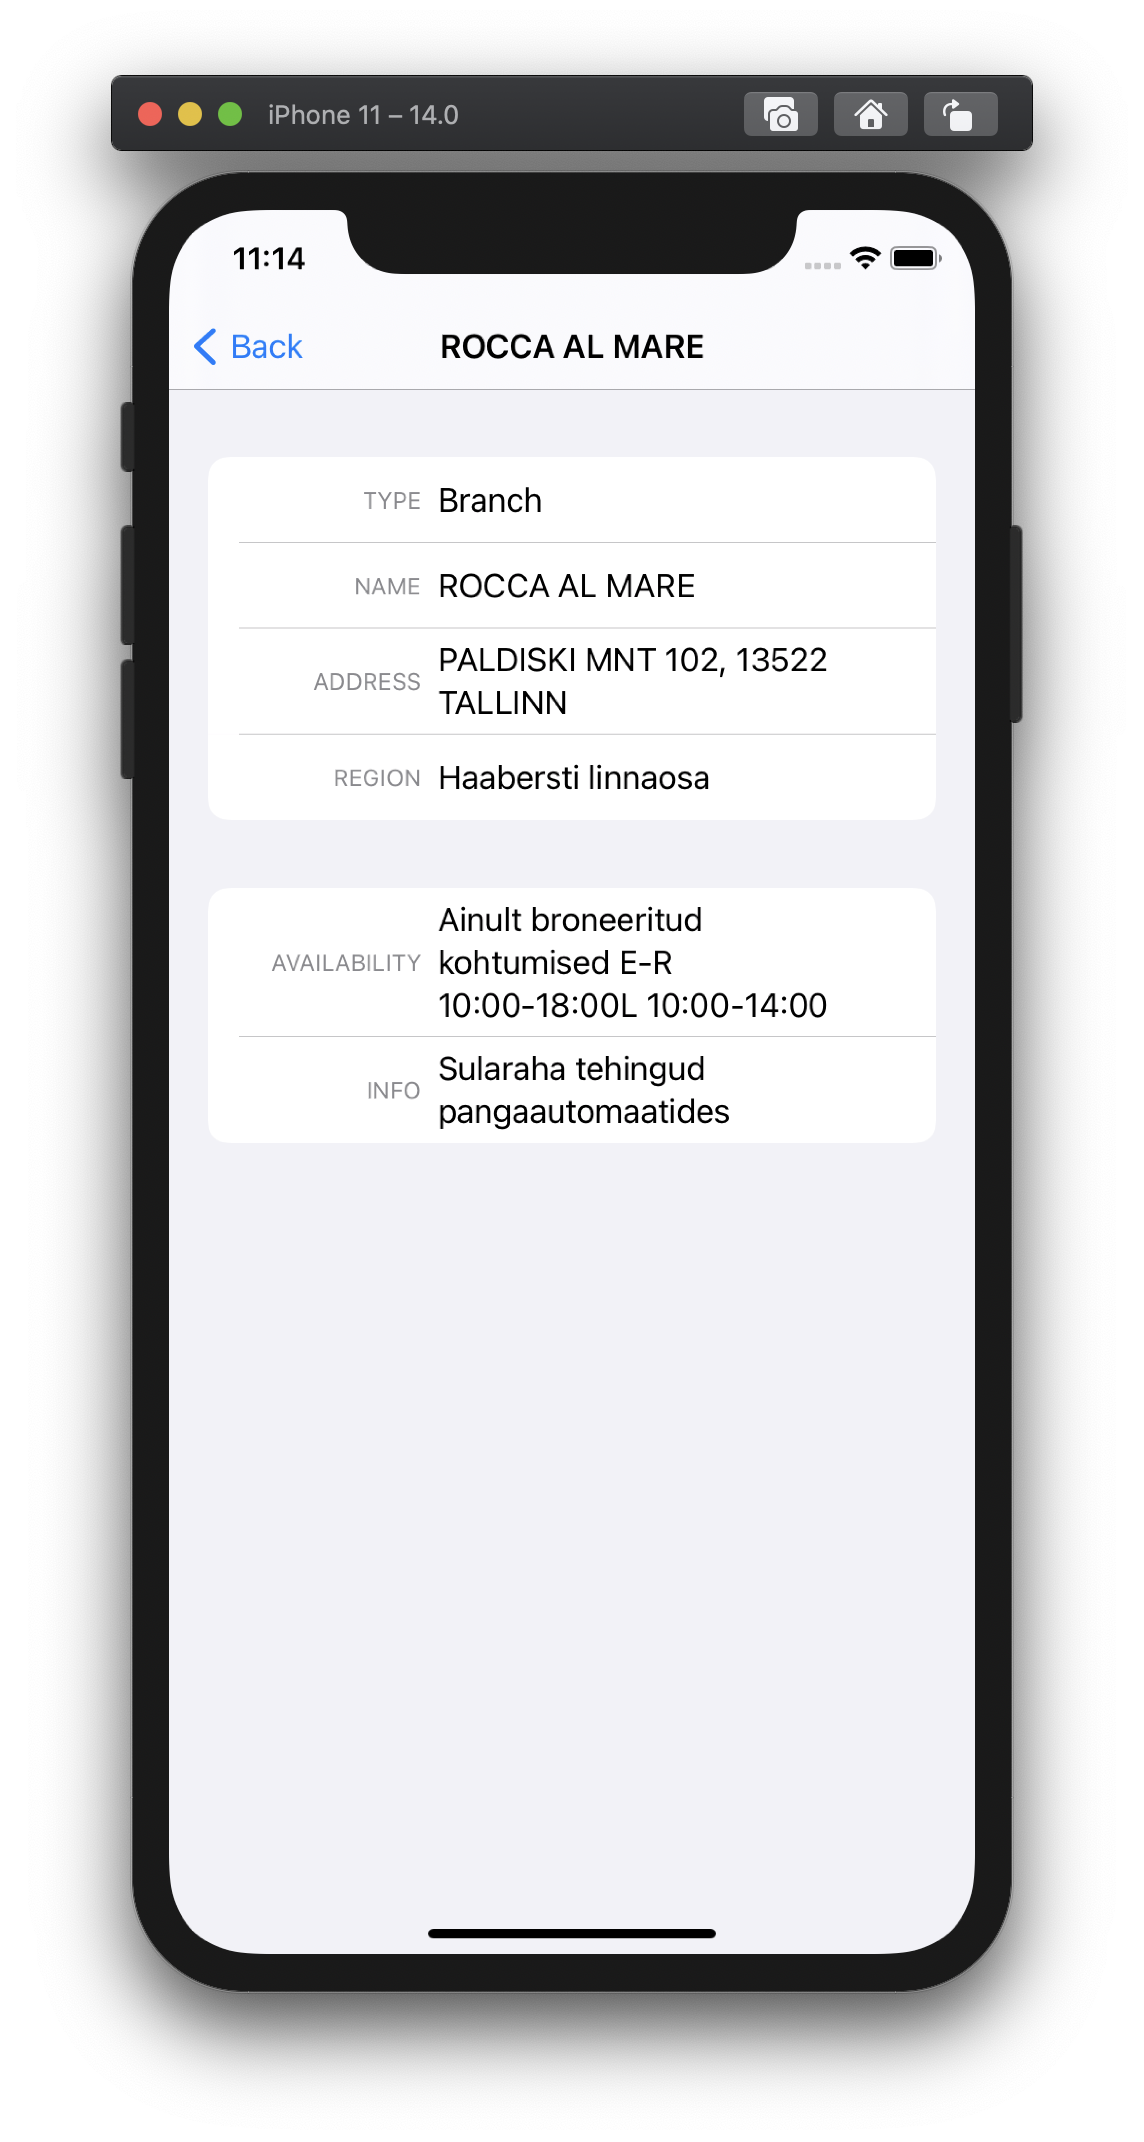 iPhone 11 – 14.0
11:14
Back
ROCCA AL MARE
TYPE Branch
NAME ROCCA AL MARE
ADDRESS PALDISKI MNT 102, 13522
TALLINN
REGION Haabersti linnaosa
AVAILABILITY Ainult broneeritud
kohtumised E-R
10:00-18:00L 10:00-14:00
INFO Sularaha tehingud
pangaautomaatides